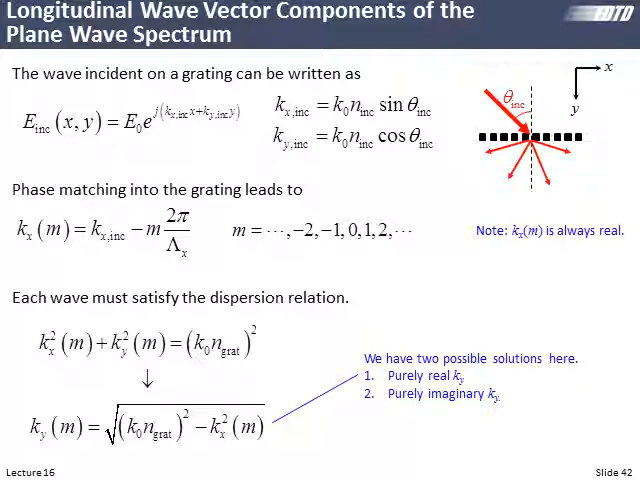 Longitudinal Wave Vector Components of the
Plane Wave Spectrum
FDTD
The wave incident on a grating can be written as
E_inc(x, y) = E_0 e^{j(k_{x,inc} x + k_{y,inc} y)}
k_{x,inc} = k_0 n_inc sin θ_inc
k_{y,inc} = k_0 n_inc cos θ_inc
θ_inc
x
y
Phase matching into the grating leads to
k_x(m) = k_{x,inc} − m 2π/Λ_x
m = ⋯, −2, −1, 0, 1, 2, ⋯
Note: k_x(m) is always real.
Each wave must satisfy the dispersion relation.
k_x^2(m) + k_y^2(m) = (k_0 n_grat)^2
↓
k_y(m) = √((k_0 n_grat)^2 − k_x^2(m))
We have two possible solutions here.
1. Purely real k_y
2. Purely imaginary k_y.
Lecture 16
Slide 42